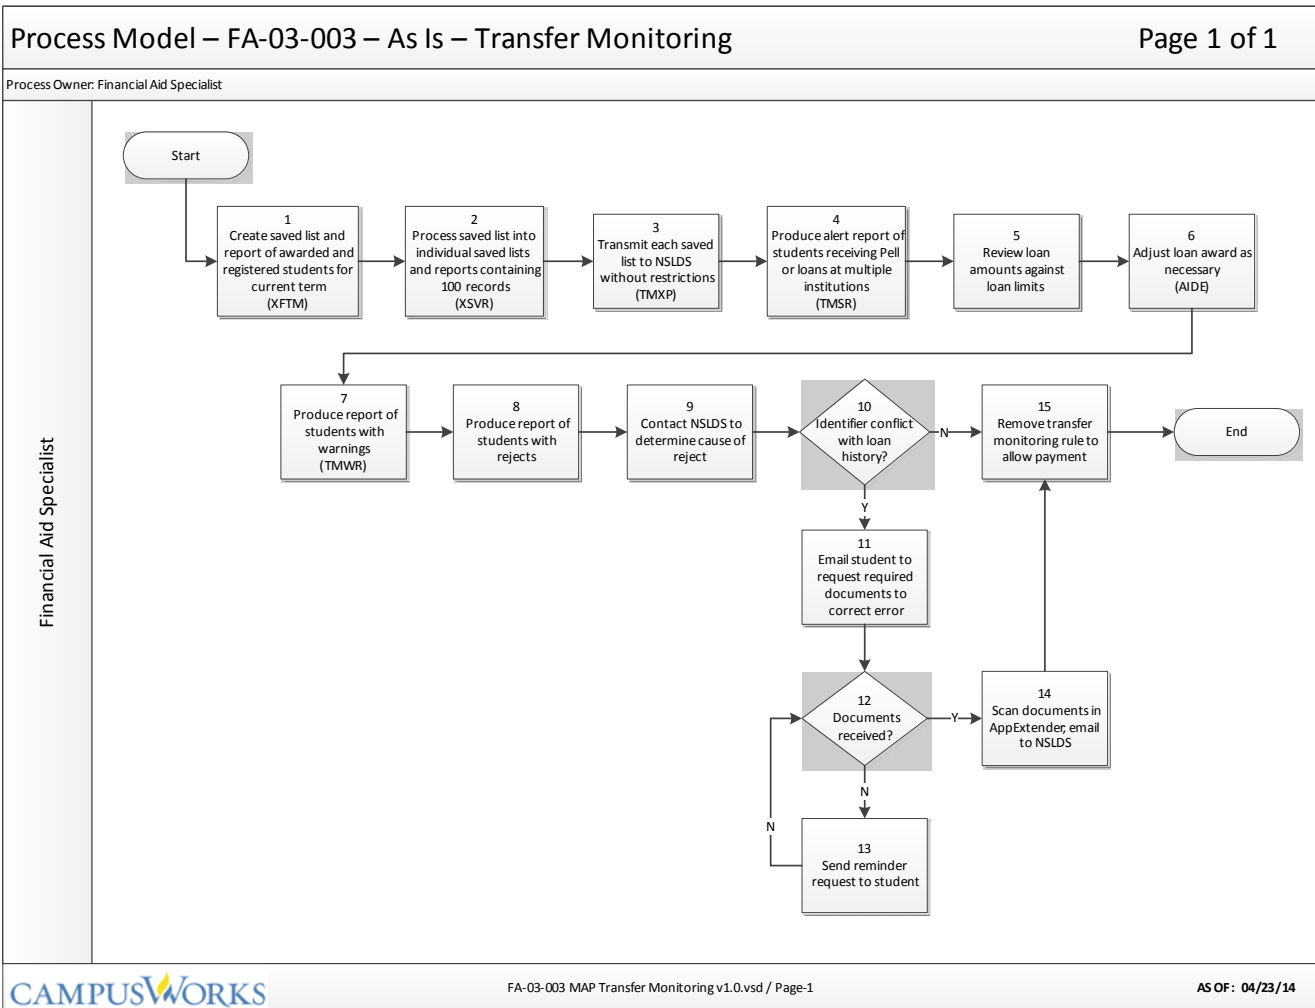 Process Model – FA-03-003 – As Is – Transfer Monitoring
Page 1 of 1
Process Owner: Financial Aid Specialist
Financial Aid Specialist
Start
1
Create saved list and
report of awarded and
registered students for
current term
(XFTM)
2
Process saved list into
individual saved lists
and reports containing
100 records
(XSVR)
3
Transmit each saved
list to NSLDS
without restrictions
(TMXP)
4
Produce alert report of
students receiving Pell
or loans at multiple
institutions
(TMSR)
5
Review loan
amounts against
loan limits
6
Adjust loan award as
necessary
(AIDE)
7
Produce report of
students with
warnings
(TMWR)
8
Produce report of
students with
rejects
9
Contact NSLDS to
determine cause of
reject
10
Identifier conflict
with loan
history?
N
15
Remove transfer
monitoring rule to
allow payment
End
Y
11
Email student to
request required
documents to
correct error
12
Documents
received?
Y
14
Scan documents in
AppExtender; email
to NSLDS
N
N
13
Send reminder
request to student
CAMPUSWORKS
FA-03-003 MAP Transfer Monitoring v1.0.vsd / Page-1
AS OF: 04/23/14